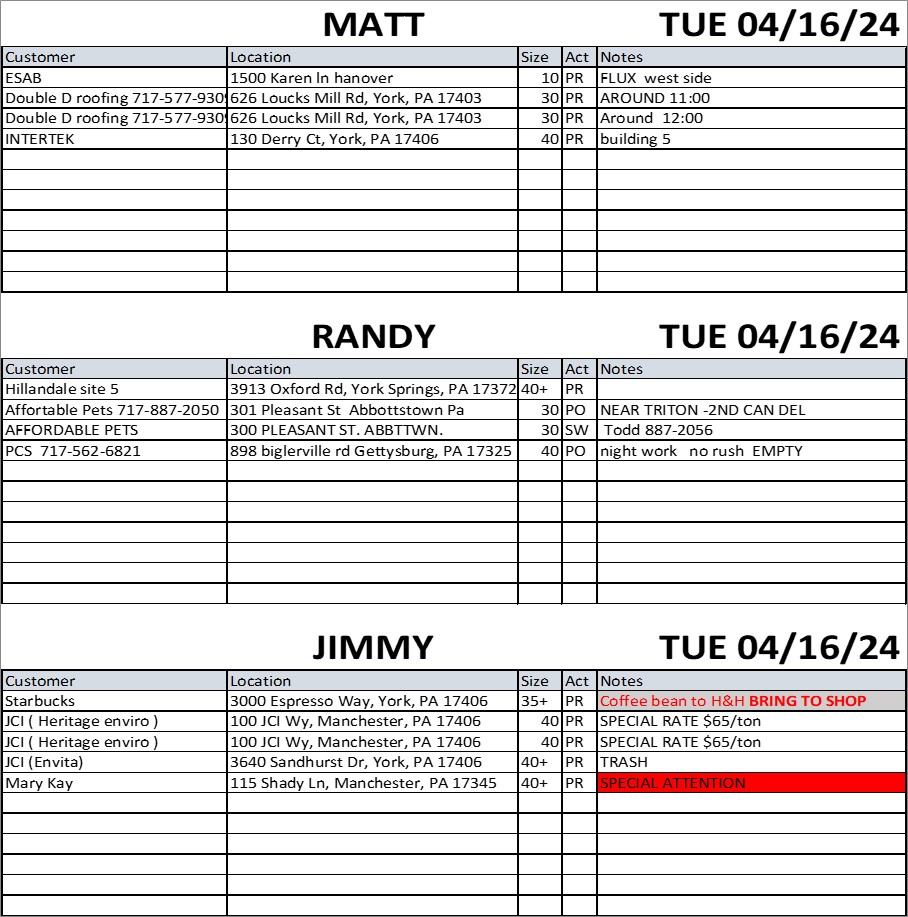 MATT TUE 04/16/24
Customer Location Size Act Notes
ESAB 1500 Karen ln hanover 10 PR FLUX west side
Double D roofing 717-577-930 626 Loucks Mill Rd, York, PA 17403 30 PR AROUND 11:00
Double D roofing 717-577-930 626 Loucks Mill Rd, York, PA 17403 30 PR Around 12:00
INTERTEK 130 Derry Ct, York, PA 17406 40 PR building 5
RANDY TUE 04/16/24
Customer Location Size Act Notes
Hillandale site 5 3913 Oxford Rd, York Springs, PA 17372 40+ PR
Affortable Pets 717-887-2050 301 Pleasant St Abbottstown Pa 30 PO NEAR TRITON -2ND CAN DEL
AFFORDABLE PETS 300 PLEASANT ST. ABBTTWN. 30 SW Todd 887-2056
PCS 717-562-6821 898 biglerville rd Gettysburg, PA 17325 40 PO night work no rush EMPTY
JIMMY TUE 04/16/24
Customer Location Size Act Notes
Starbucks 3000 Espresso Way, York, PA 17406 35+ PR Coffee bean to H&H BRING TO SHOP
JCI ( Heritage enviro ) 100 JCI Wy, Manchester, PA 17406 40 PR SPECIAL RATE $65/ton
JCI ( Heritage enviro ) 100 JCI Wy, Manchester, PA 17406 40 PR SPECIAL RATE $65/ton
JCI (Envita) 3640 Sandhurst Dr, York, PA 17406 40+ PR TRASH
Mary Kay 115 Shady Ln, Manchester, PA 17345 40+ PR SPECIAL ATTENTION